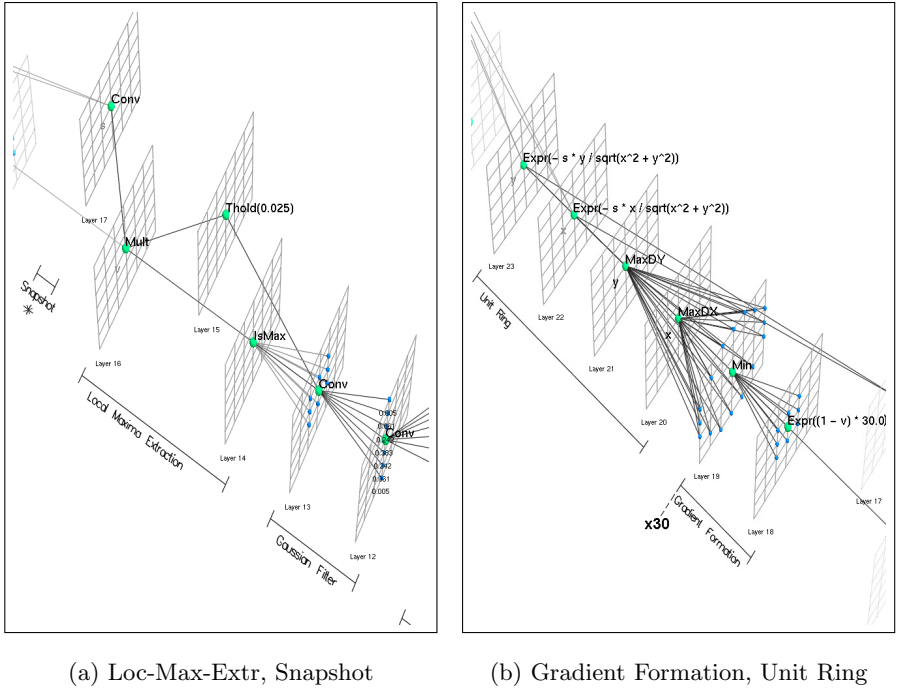 Conv
s
Layer 17
Thold(0.025)
Mult
v
Snapshot
Layer 15
IsMax
Layer 16
Conv
Local Maxima Extraction
0.005
0.061
Conv
0.383
0.242
0.061
0.005
Layer 14
Layer 13
Layer 12
Gaussian Filter
(a) Loc-Max-Extr, Snapshot
Expr(- s * y / sqrt(x^2 + y^2))
y
Expr(- s * x / sqrt(x^2 + y^2))
x
Layer 23
MaxDY
y
Unit Ring
MaxDX
Layer 22
x
Min
Layer 21
Expr((1 - v) * 30.0)
Layer 20
Layer 19
Layer 17
x30
Gradient Formation
Layer 18
(b) Gradient Formation, Unit Ring